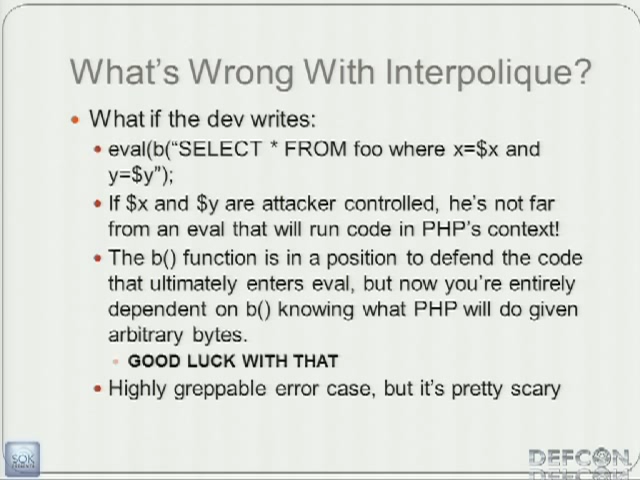 What's Wrong With Interpolique?
• What if the dev writes:
• eval(b(“SELECT * FROM foo where x=$x and
y=$y”);
• If $x and $y are attacker controlled, he's not far
from an eval that will run code in PHP's context!
• The b() function is in a position to defend the code
that ultimately enters eval, but now you're entirely
dependent on b() knowing what PHP will do given
arbitrary bytes.
• GOOD LUCK WITH THAT
• Highly greppable error case, but it's pretty scary
SOK
DEFCON